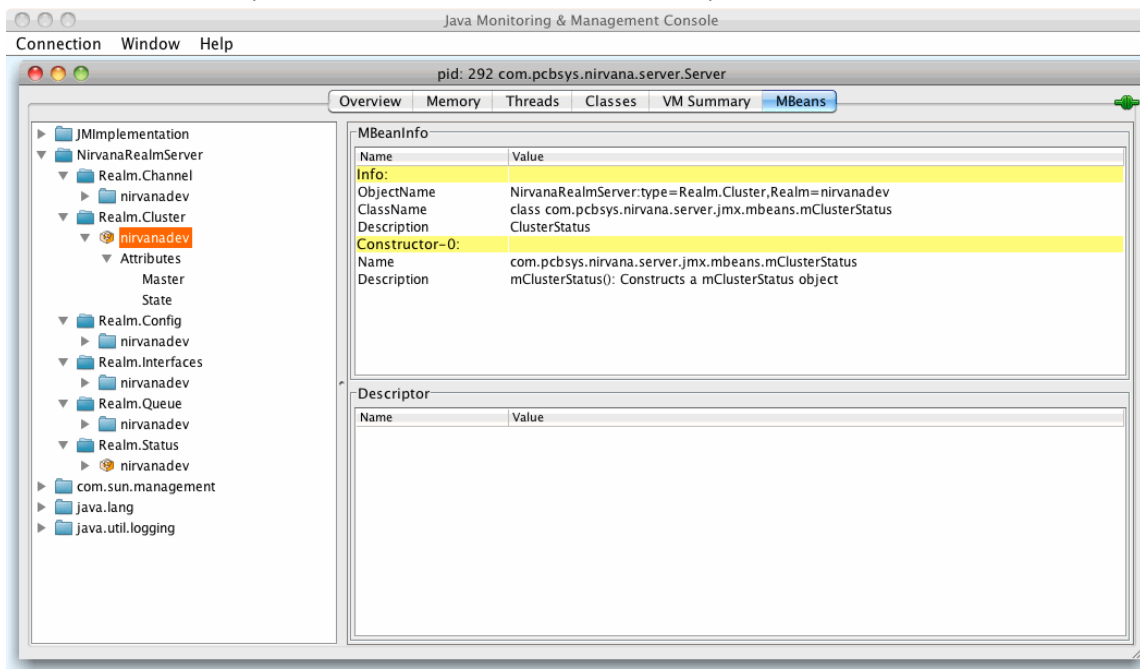 Java Monitoring & Management Console
Connection Window Help
pid: 292 com.pcbsys.nirvana.server.Server
Overview Memory Threads Classes VM Summary MBeans
JMImplementation
NirvanaRealmServer
Realm.Channel
nirvanadev
Realm.Cluster
nirvanadev
Attributes
Master
State
Realm.Config
nirvanadev
Realm.Interfaces
nirvanadev
Realm.Queue
nirvanadev
Realm.Status
nirvanadev
com.sun.management
java.lang
java.util.logging
MBeanInfo
Name Value
Info:
ObjectName NirvanaRealmServer:type=Realm.Cluster,Realm=nirvanadev
ClassName class com.pcbsys.nirvana.server.jmx.mbeans.mClusterStatus
Description ClusterStatus
Constructor-0:
Name com.pcbsys.nirvana.server.jmx.mbeans.mClusterStatus
Description mClusterStatus(): Constructs a mClusterStatus object
Descriptor
Name Value